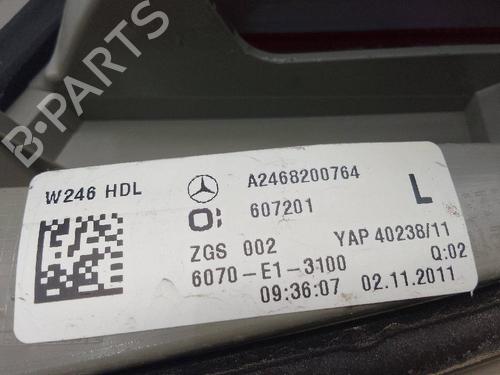 B-PARTS
W246 HDL
A2468200764
L
O: 607201
ZGS 002
YAP 40238/11
6070-E1-3100
Q:02
09:36:07
02.11.2011